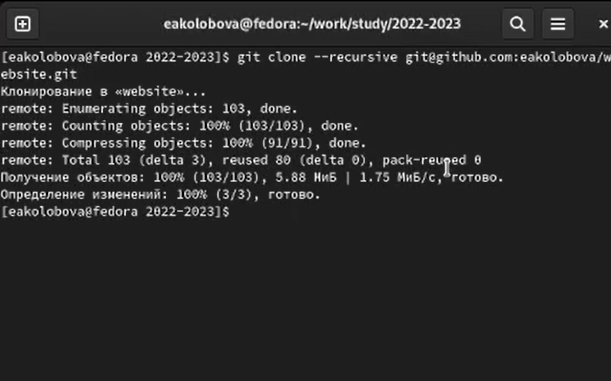 eakolobova@fedora:~/work/study/2022-2023
[eakolobova@fedora 2022-2023]$ git clone --recursive git@github.com:eakolobova/w
ebsite.git
Клонирование в «website»...
remote: Enumerating objects: 103, done.
remote: Counting objects: 100% (103/103), done.
remote: Compressing objects: 100% (91/91), done.
remote: Total 103 (delta 3), reused 80 (delta 0), pack-reused 0
Получение объектов: 100% (103/103), 5.88 МиБ | 1.75 МиБ/с, готово.
Определение изменений: 100% (3/3), готово.
[eakolobova@fedora 2022-2023]$